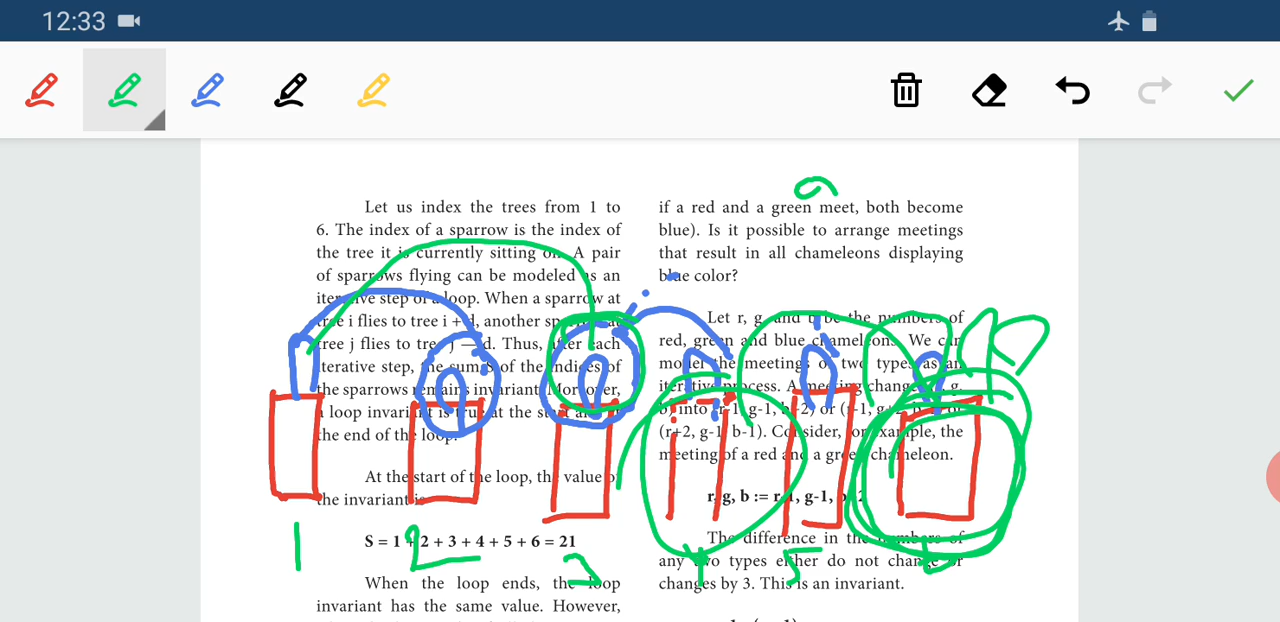 12:33
Let us index the trees from 1 to
6. The index of a sparrow is the index of
the tree it is currently sitting on. A pair
of sparrows flying can be modeled as an
iterative step of a loop. When a sparrow at
tree i flies to tree i + d, another sparrow at
tree j flies to tree j — d. Thus, after each
iterative step, the sum S of the indices of
the sparrows remains invariant. Moreover,
a loop invariant is true at the start and at
the end of the loop.
At the start of the loop, the value of
the invariant is
S = 1 + 2 + 3 + 4 + 5 + 6 = 21
When the loop ends, the loop
invariant has the same value. However,
if a red and a green meet, both become
blue). Is it possible to arrange meetings
that result in all chameleons displaying
blue color?
Let r, g, and b be the numbers of
red, green and blue chameleons. We can
model the meetings of two types as an
iterative process. A meeting changes (r, g,
b) into (r-1, g-1, b+2) or (r-1, g+2, b-1) or
(r+2, g-1, b-1). Consider, for example, the
meeting of a red and a green chameleon.
r, g, b := r-1, g-1, b+2
The difference in the numbers of
any two types either do not change or
changes by 3. This is an invariant.
1 2 3 4 5 6